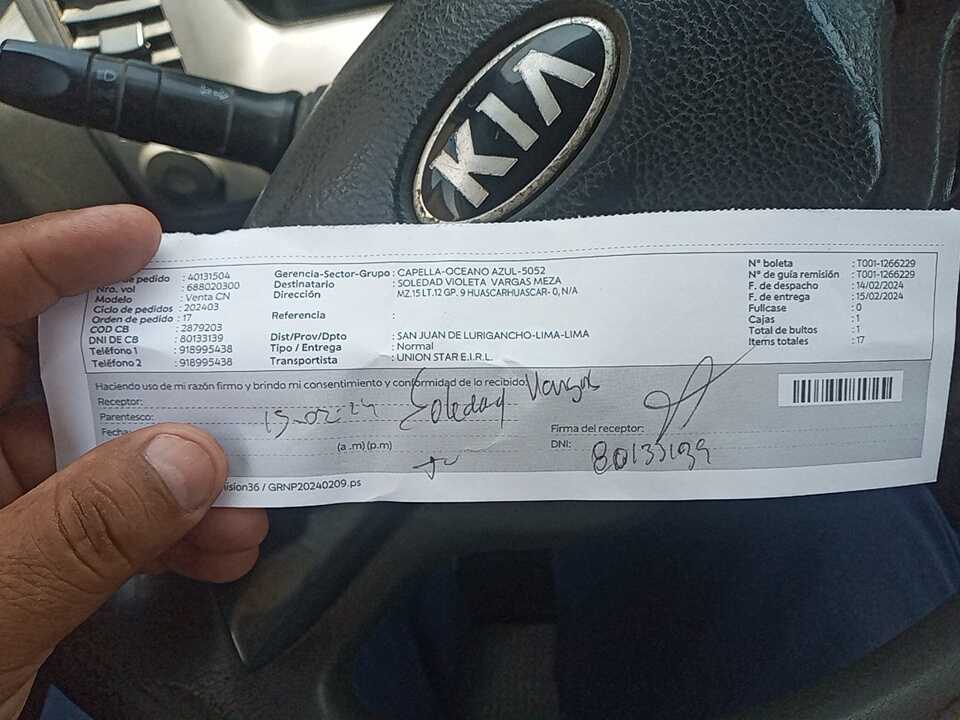 KIA
de pedido : 40131504
Nro. vol : 688020300
Modelo : Venta CN
Ciclo de pedidos : 202403
Orden de pedido : 17
COD CB : 2879203
DNI DE CB : 80133139
Teléfono 1 : 918995438
Teléfono 2 : 918995438
Gerencia-Sector-Grupo : CAPELLA-OCEANO AZUL-5052
Destinatario : SOLEDAD VIOLETA VARGAS MEZA
Dirección MZ.15 LT.12 GP. 9 HUASCARHUASCAR- 0, N/A
Referencia :
Dist/Prov/Dpto : SAN JUAN DE LURIGANCHO-LIMA-LIMA
Tipo / Entrega : Normal
Transportista : UNION STAR E.I.R.L.
N° boleta : T001-1266229
N° de guía remisión : T001-1266229
F. de despacho : 14/02/2024
F. de entrega : 15/02/2024
Fullcase : 0
Cajas : 1
Total de bultos : 1
Items totales : 17
Haciendo uso de mi razón firmo y brindo mi consentimiento y conformidad de lo recibido
Receptor: Soledad Vargas
Parentesco:
Fecha 15-02-24
(a .m) (p.m)
Firma del receptor:
DNI: 80133139
ision36 / GRNP20240209.ps